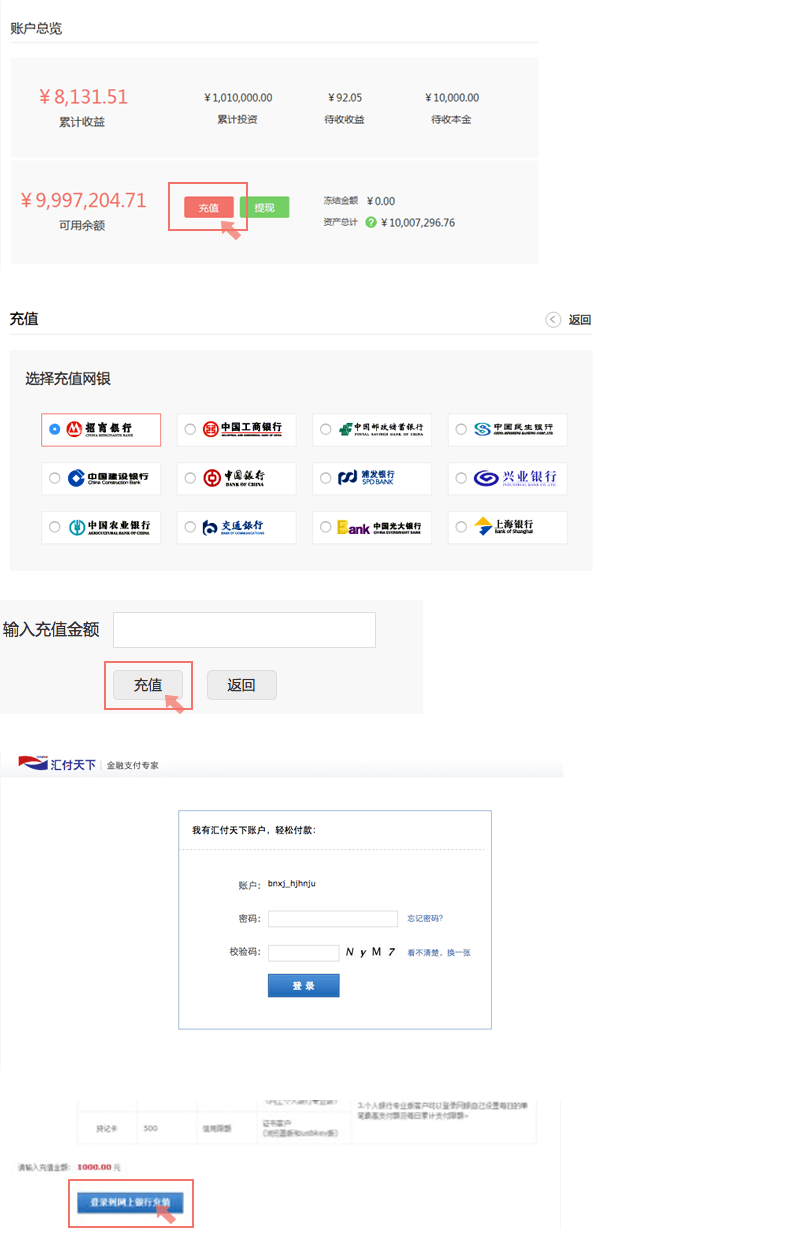 账户总览
¥ 8,131.51
¥ 1,010,000.00
¥ 92.05
¥ 10,000.00
累计收益
累计投资
待收收益
待收本金
¥ 9,997,204.71
充值
提现
冻结金额 ¥ 0.00
可用余额
资产总计 ? ¥ 10,007,296.76
充值
返回
选择充值网银
招商银行
CHINA MERCHANTS BANK
中国工商银行
INDUSTRIAL AND COMMERCIAL BANK OF CHINA
中国邮政储蓄银行
POSTAL SAVINGS BANK OF CHINA
中国民生银行
CHINA MINSHENG BANKING CORP.,LTD.
中国建设银行
China Construction Bank
中国银行
BANK OF CHINA
浦发银行
SPD BANK
兴业银行
INDUSTRIAL BANK CO.,LTD.
中国农业银行
AGRICULTURAL BANK OF CHINA
交通银行
BANK OF COMMUNICATIONS
Bank 中国光大银行
CHINA EVERBRIGHT BANK
上海银行
Bank of Shanghai
输入充值金额
充值
返回
汇付天下 | 金融支付专家
我有汇付天下账户，轻松付款：
账户： bnxj_hjhnju
密码： 忘记密码?
校验码： N y M 7 看不清楚，换一张
登 录
3.个人银行专业版客户可以登录网银自己设置每日的单
笔最高支付额及每日累计支付限额。
贷记卡 500 信用限额
证书客户
请输入充值金额： 1000.00 元
登录到网上银行充值